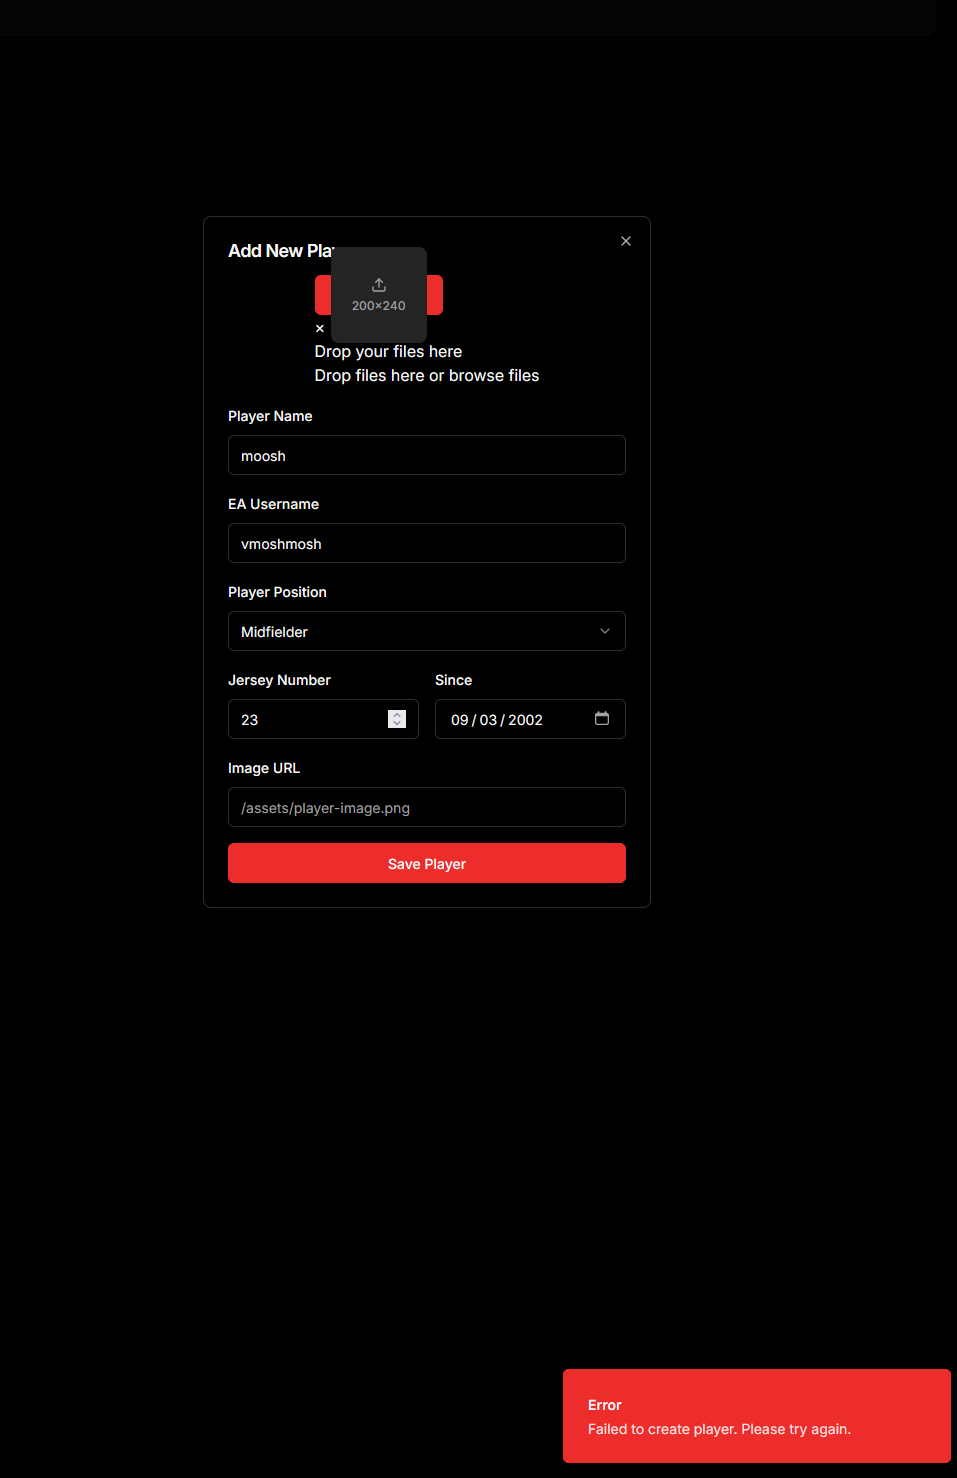 Add New Pla
200×240
×
Drop your files here
Drop files here or browse files
Player Name
moosh
EA Username
vmoshmosh
Player Position
Midfielder
Jersey Number
Since
23
09/03/2002
Image URL
/assets/player-image.png
Save Player
Error
Failed to create player. Please try again.